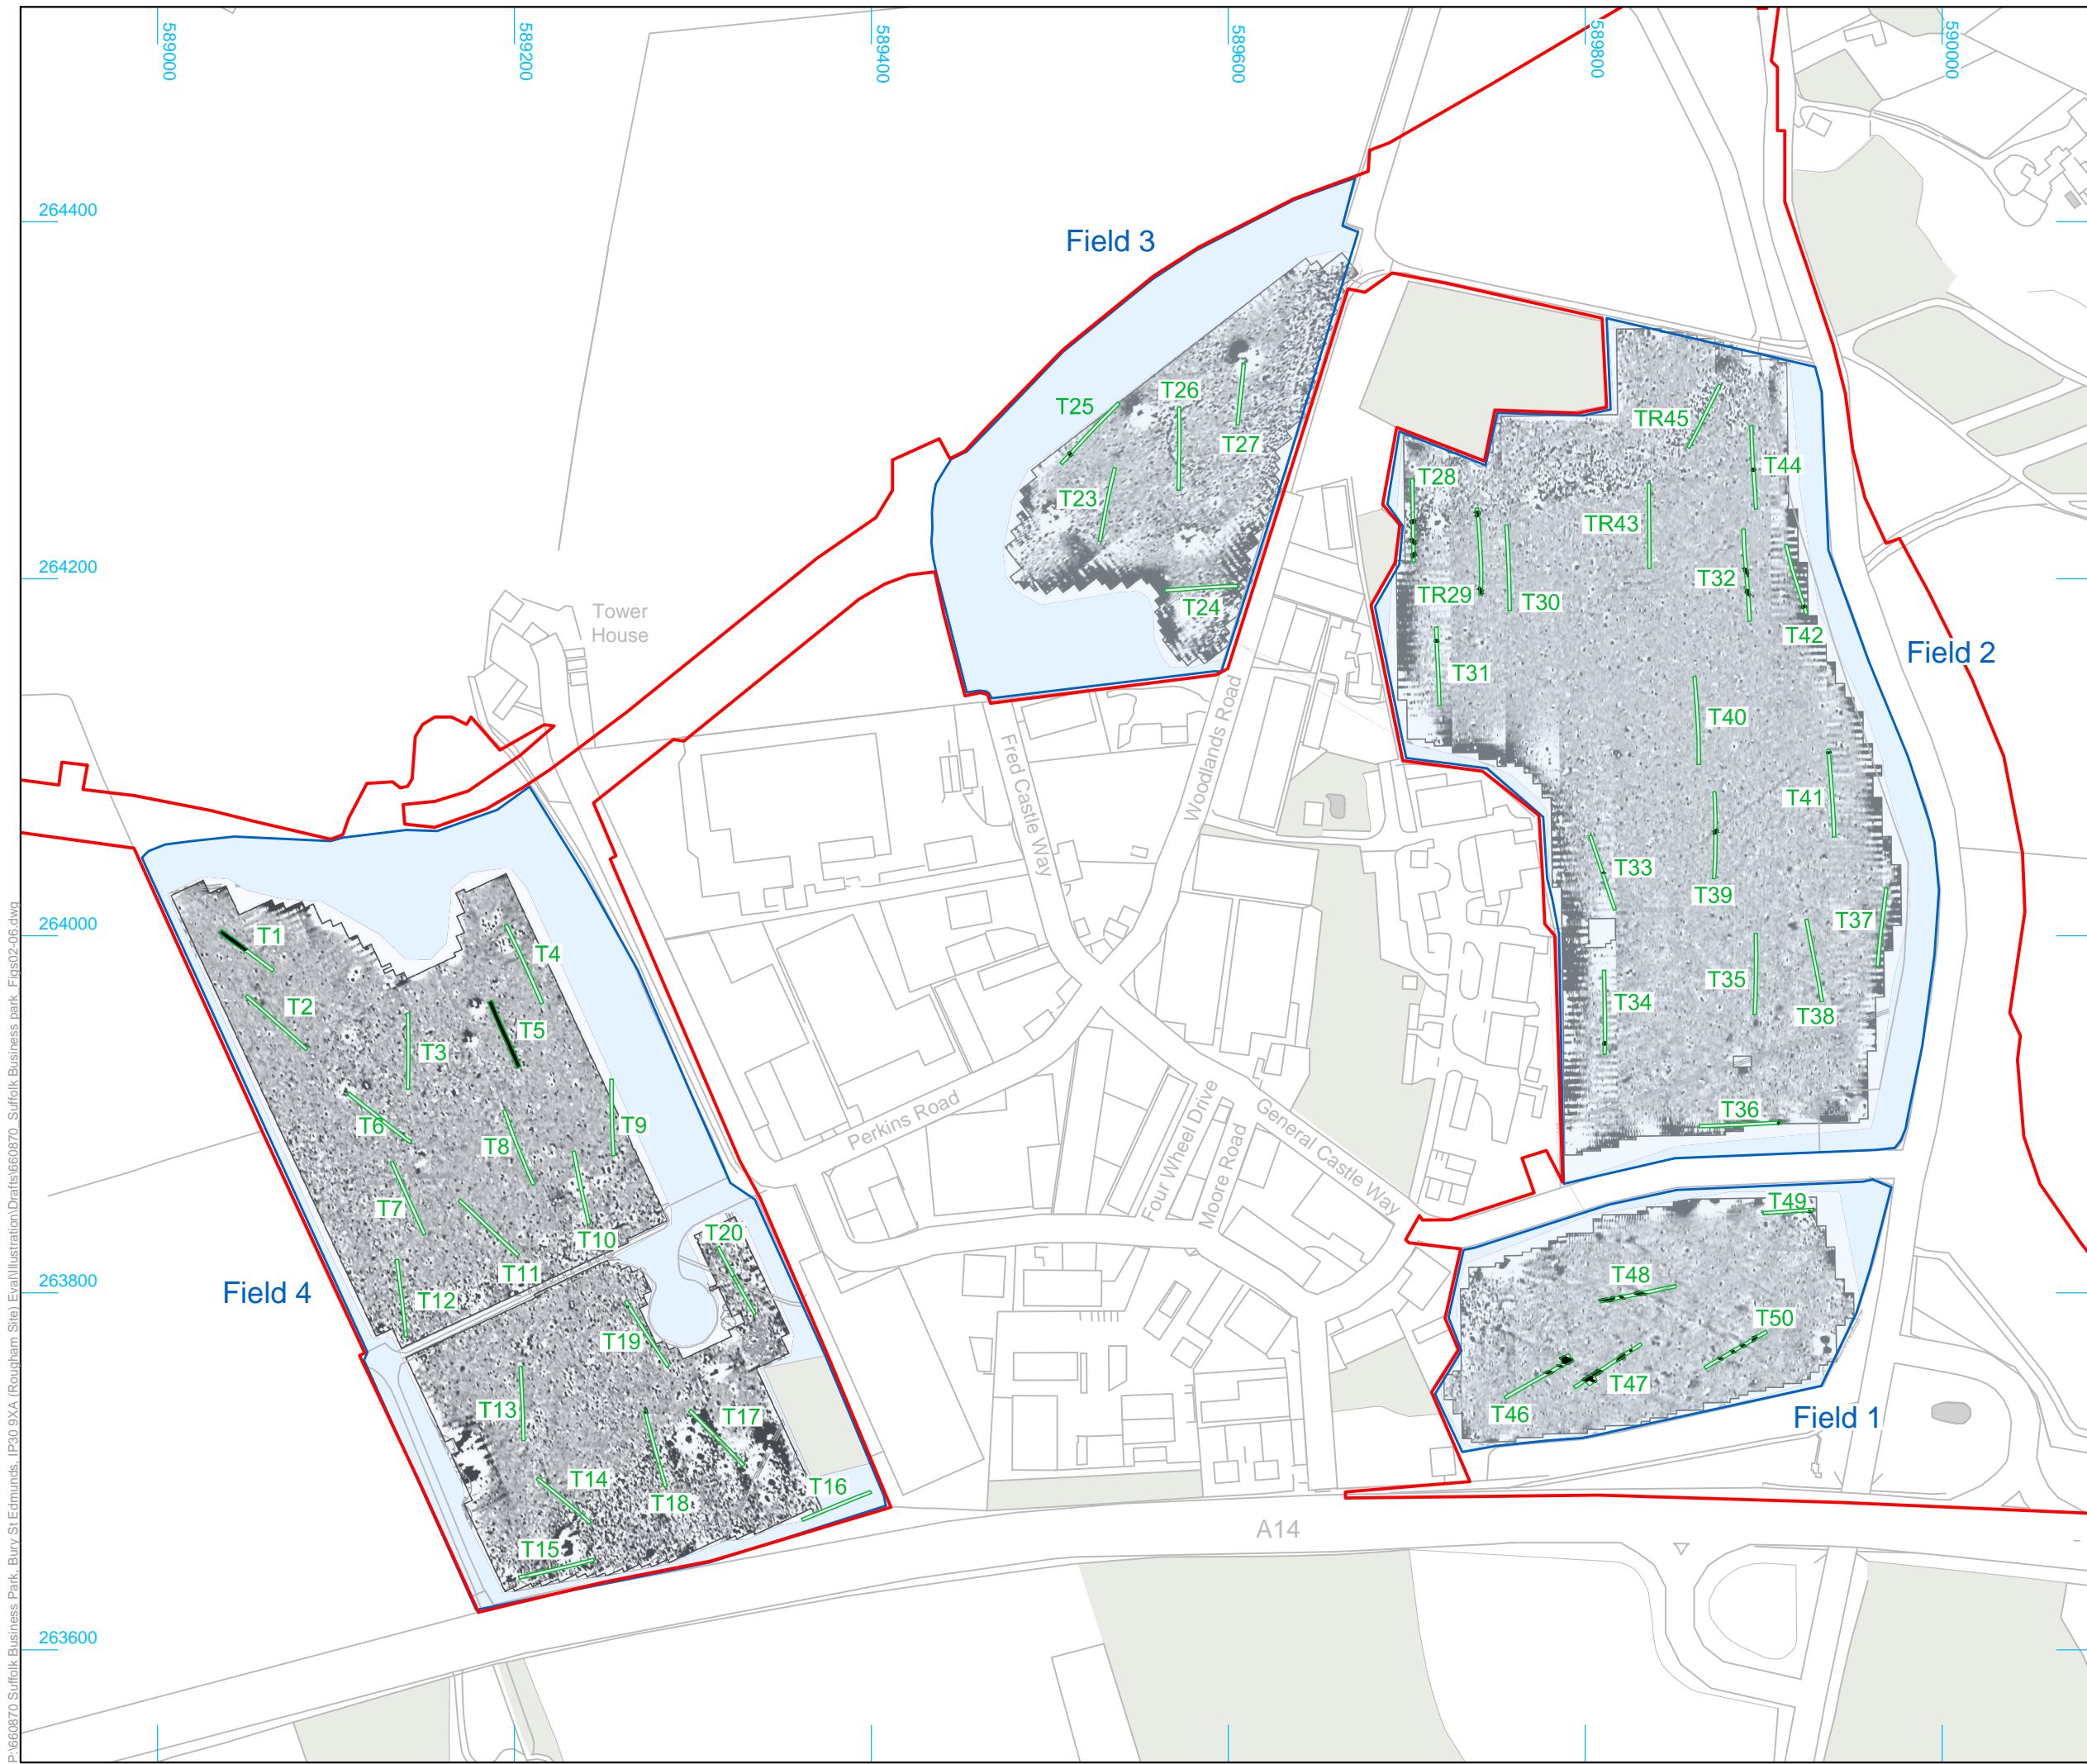 589000
589200
589400
589600
589800
590000
264400
264200
264000
263800
263600
Field 3
T25
T26
T27
T23
T24
Field 2
TR45
T44
T28
TR43
TR29
T30
T32
T42
T31
T40
T41
T33
T39
T37
T34
T35
T38
T36
Tower
House
Fred Castle Way
Woodlands Road
Perkins Road
Four Wheel Drive
Moore Road
General Castle Way
A14
Field 4
T1
T2
T3
T4
T5
T6
T7
T8
T9
T10
T11
T12
T20
T19
T13
T17
T14
T18
T16
T15
Field 1
T49
T48
T50
T47
T46
P:\660870 Suffolk Business Park, Bury St Edmunds, IP30 9XA (Rougham Site) Eval\Illustration\Drafts\660870_Suffolk Business park_Figs02-06.dwg